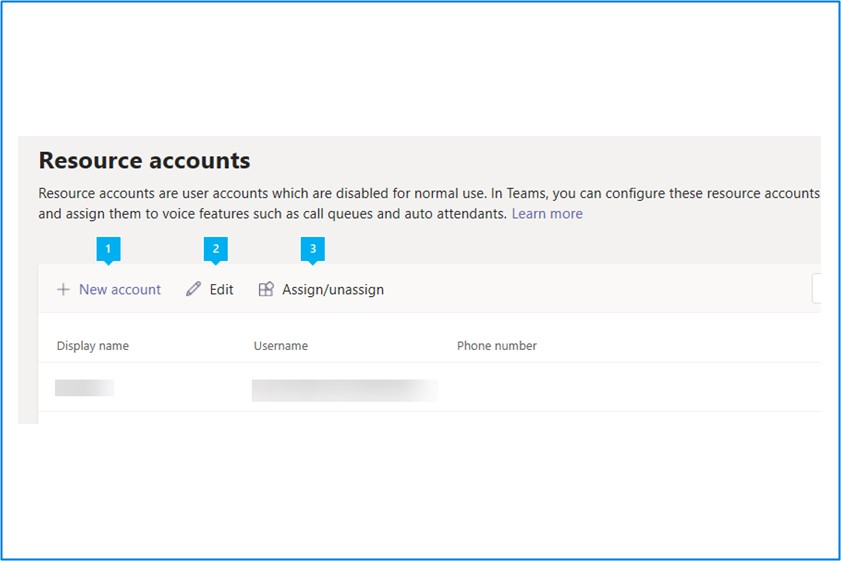 Resource accounts
Resource accounts are user accounts which are disabled for normal use. In Teams, you can configure these resource accounts
and assign them to voice features such as call queues and auto attendants. Learn more
1 2 3
New account Edit Assign/unassign
Display name Username Phone number